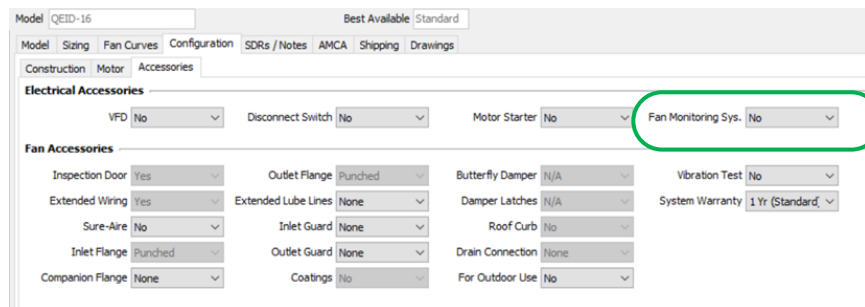 Model QEID-16 Best Available Standard
Model Sizing Fan Curves Configuration SDRs / Notes AMCA Shipping Drawings
Construction Motor Accessories
Electrical Accessories
VFD No Disconnect Switch No Motor Starter No Fan Monitoring Sys. No
Fan Accessories
Inspection Door Yes Outlet Flange Punched Butterfly Damper N/A Vibration Test No
Extended Wiring Yes Extended Lube Lines None Damper Latches N/A System Warranty 1 Yr (Standard)
Sure-Aire No Inlet Guard None Roof Curb No
Inlet Flange Punched Outlet Guard None Drain Connection None
Companion Flange None Coatings No For Outdoor Use No